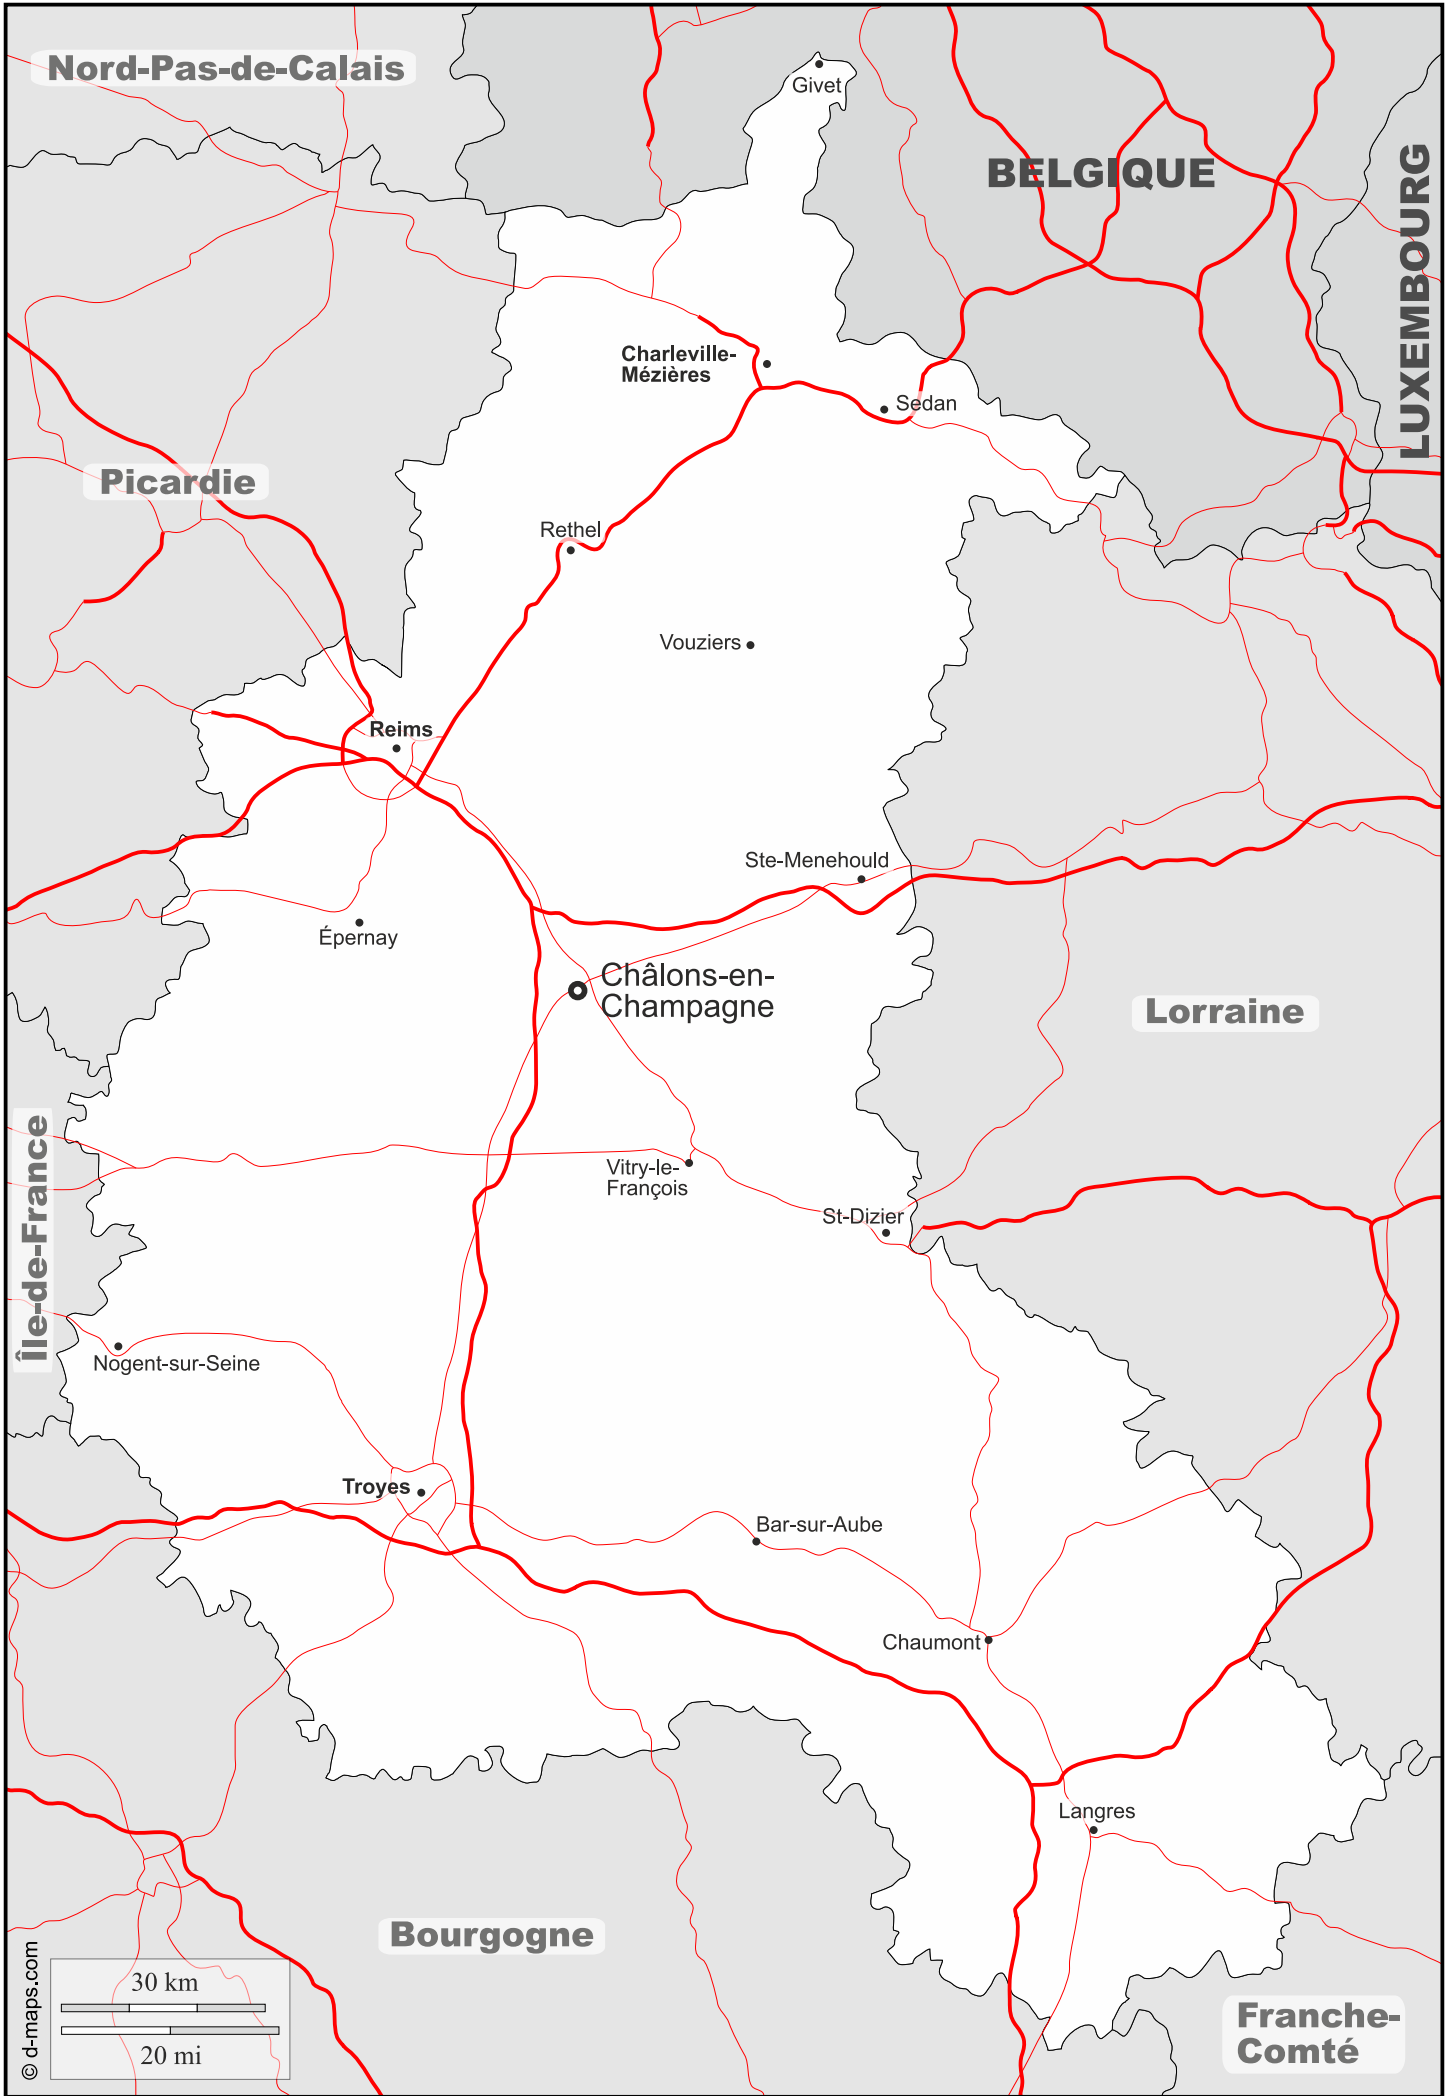 Nord-Pas-de-Calais
Givet
BELGIQUE
LUXEMBOURG
Charleville-
Mézières
Sedan
Picardie
Rethel
Vouziers
Reims
Ste-Menehould
Épernay
Châlons-en-
Champagne
Lorraine
Île-de-France
Vitry-le-
François
St-Dizier
Nogent-sur-Seine
Troyes
Bar-sur-Aube
Chaumont
Langres
Bourgogne
Franche-
Comté
© d-maps.com
30 km
20 mi